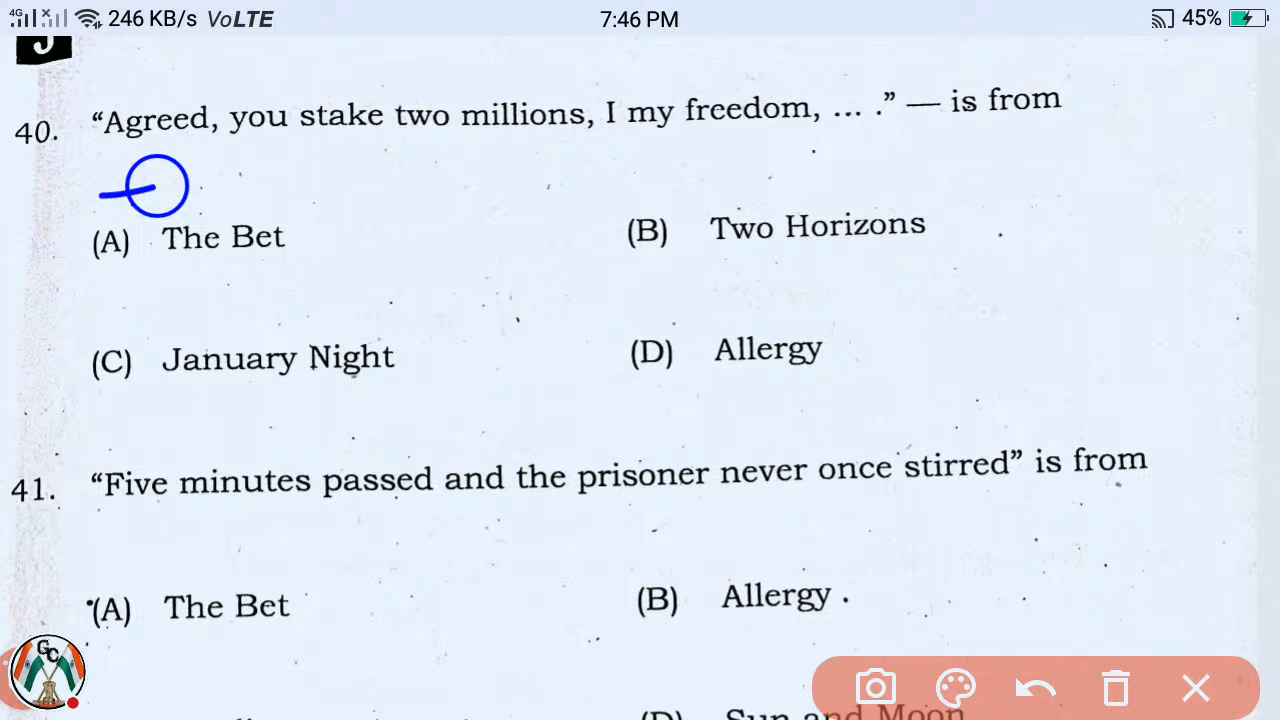 4G 246 KB/s VoLTE 7:46 PM 45%
J
40. “Agreed, you stake two millions, I my freedom, ... .” — is from
(A) The Bet (B) Two Horizons
(C) January Night (D) Allergy
41. “Five minutes passed and the prisoner never once stirred” is from
(A) The Bet (B) Allergy .
GC
(D) Sun and Moon